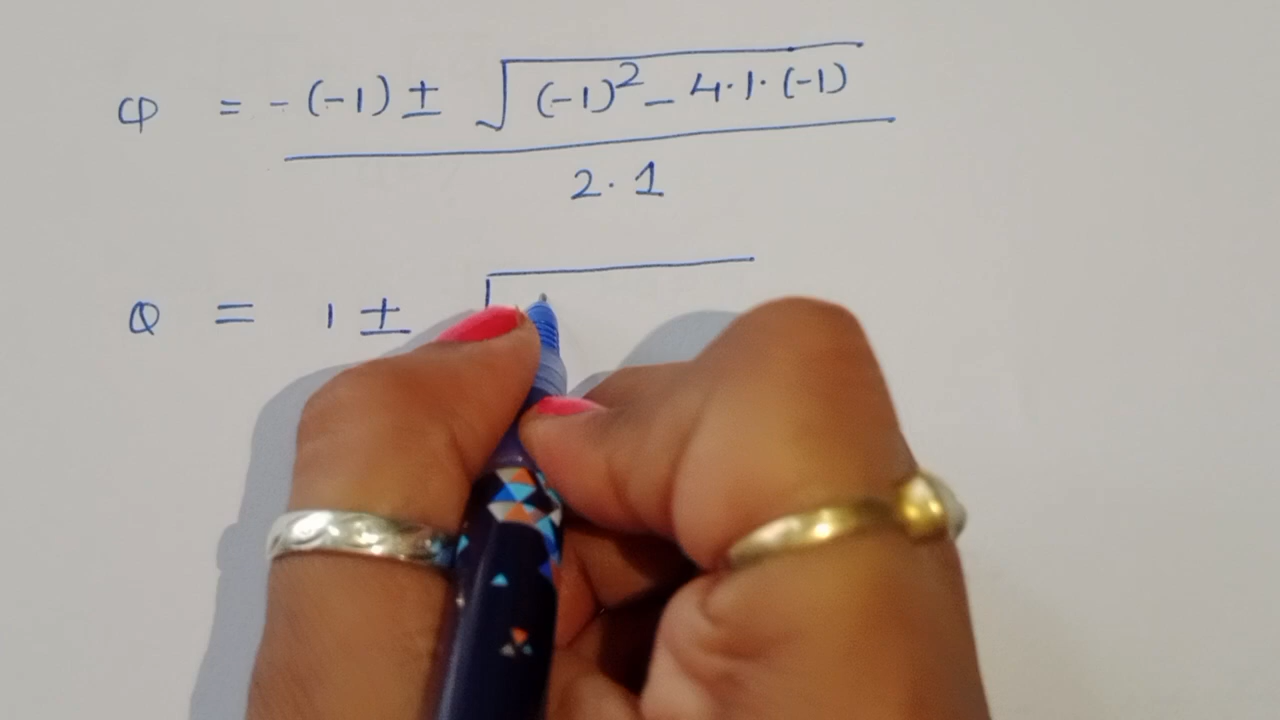 φ = -(-1) ± √(-1)² - 4·1·(-1)
2·1
Q = 1 ± √